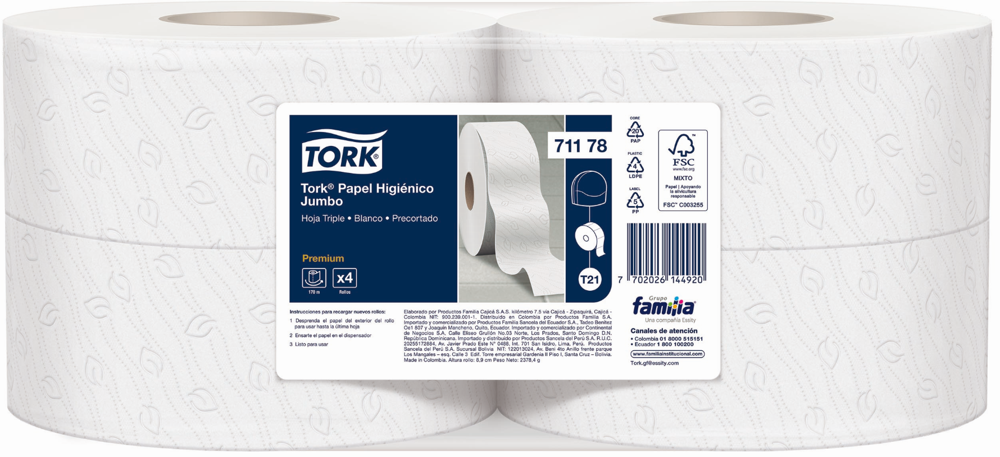 TORK®
Tork® Papel Higiénico
Jumbo
Hoja Triple • Blanco • Precortado
Premium
x4
170 m
Rollos
711 78
T21
CORE
20
PAP
PLASTIC
4
LDPE
LABEL
5
PP
FSC™
www.fsc.org
MIXTO
Papel | Apoyando
la silvicultura
responsable
FSC™ C003255
7 702026 144920
Instrucciones para recargar nuevos rollos:
1 Desprenda el papel del exterior del rollo
para usar hasta la última hoja
2 Ensarte el papel en el dispensador
3 Listo para usar
Elaborado por Productos Familia Cajicá S.A.S. kilómetro 7.5 vía Cajicá - Zipaquirá, Cajicá -
Colombia NIT: 900.239.001-1. Distribuido en Colombia por Productos Familia S.A.
Importado y comercializado por Productos Familia Sancela del Ecuador S.A., Tadeo Benítez
Oe1 807 y Joaquín Mancheno, Quito, Ecuador. Importado y comercializado por Continental
de Negocios S.A, Calle Eliseo Grullón No.03 Norte, Los Prados, Santo Domingo D.N.
República Dominicana. Importado y distribuido por Productos Sancela del Perú S.A. R.U.C.
20255172884, Av. Javier Prado Este N° 0488, Int. 701 San Isidro, Lima, Perú. Productos
Sancela del Perú S.A. Sucursal Bolivia NIT: 122013024, Av. Beni 4to Anillo frente parque
Los Mangales – esq. Calle 3 Edif. Torre empresarial Gardenia II Piso I, Santa Cruz – Bolivia.
Made in Colombia. Altura rollo: 8,9 cm Peso Neto: 2378,4 g
Grupo
familia®
Una compañía Essity
Canales de atención
• Colombia 01 8000 515151
• Ecuador 1 800 100200
www.familiainstitucional.com
Tork.gf@essity.com